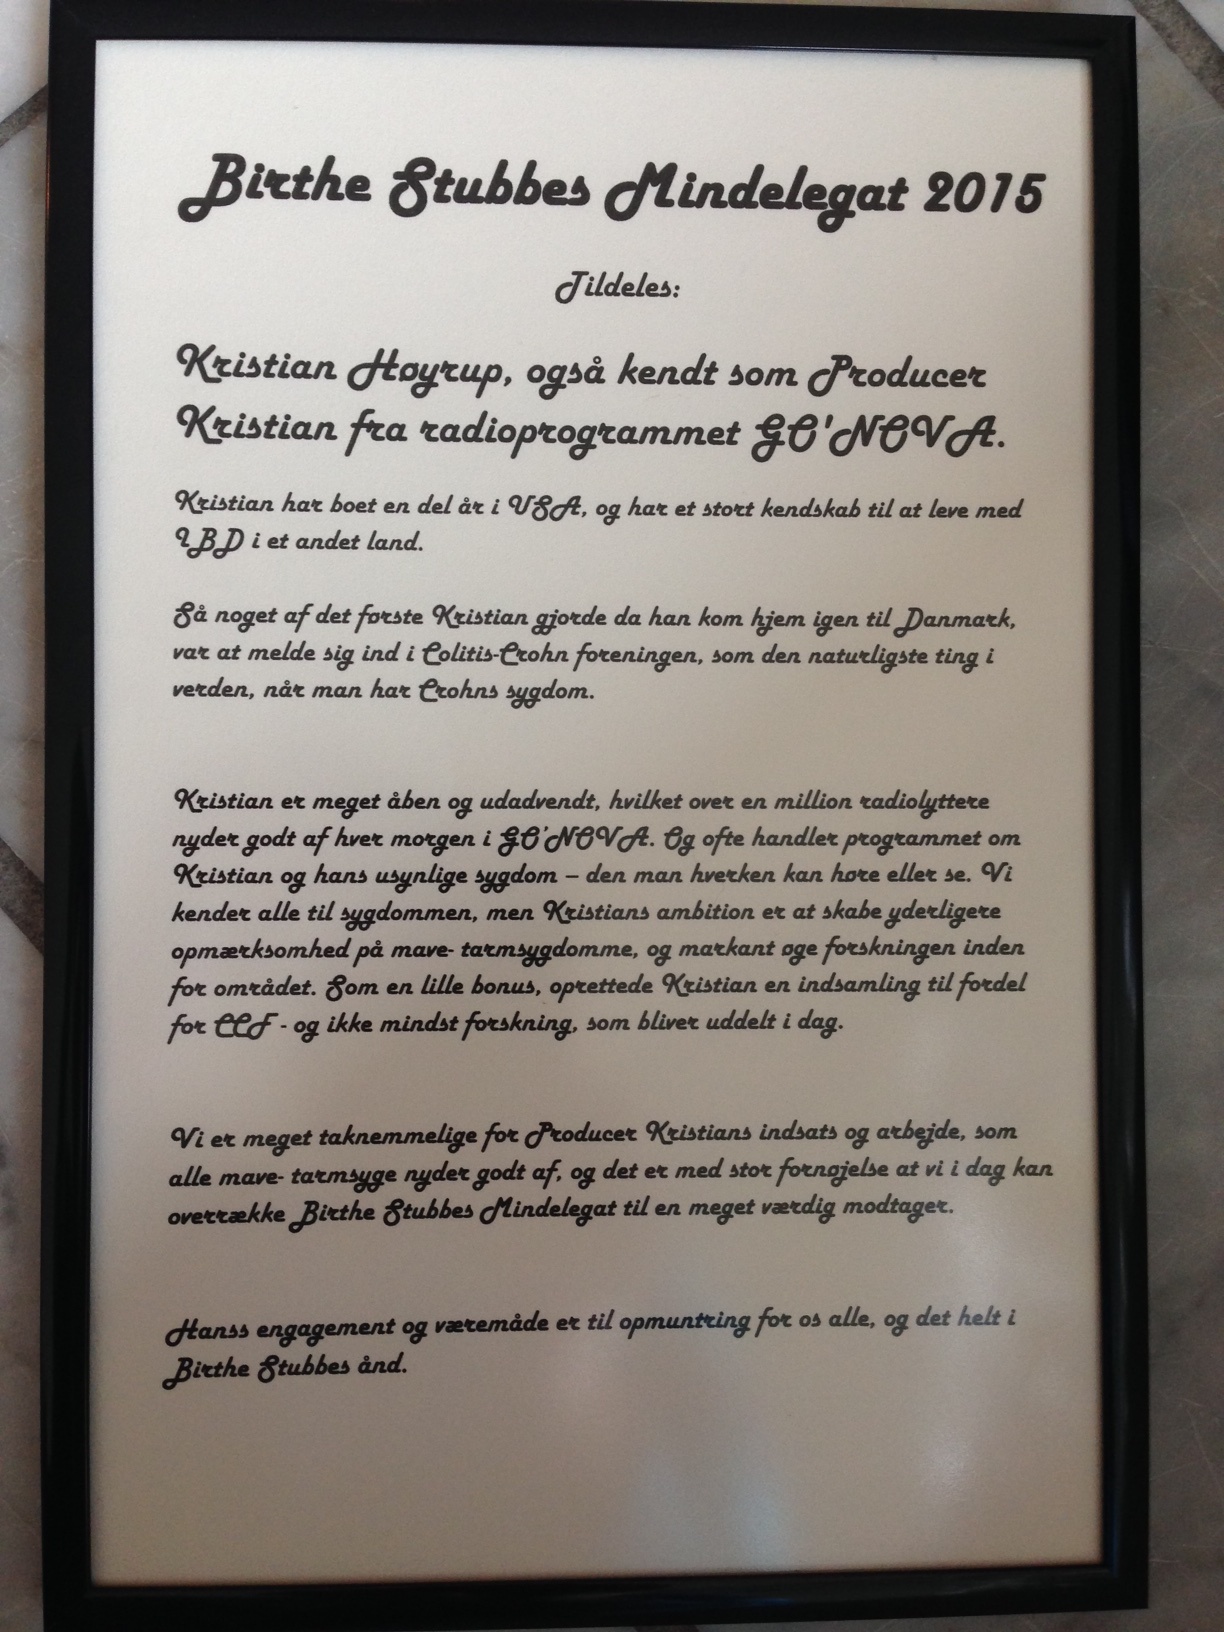 Birthe Stubbes Mindelegat 2015
Tildeles:
Kristian Høyrup, også kendt som Producer
Kristian fra radioprogrammet GO'NOVA.
Kristian har boet en del år i USA, og har et stort kendskab til at leve med
IBD i et andet land.
Så noget af det første Kristian gjorde da han kom hjem igen til Danmark,
var at melde sig ind i Colitis-Crohn foreningen, som den naturligste ting i
verden, når man har Crohns sygdom.
Kristian er meget åben og udadvendt, hvilket over en million radiolyttere
nyder godt af hver morgen i GO'NOVA. Og ofte handler programmet om
Kristian og hans usynlige sygdom – den man hverken kan høre eller se. Vi
kender alle til sygdommen, men Kristians ambition er at skabe yderligere
opmærksomhed på mave- tarmsygdomme, og markant øge forskningen inden
for området. Som en lille bonus, oprettede Kristian en indsamling til fordel
for CCF - og ikke mindst forskning, som bliver uddelt i dag.
Vi er meget taknemmelige for Producer Kristians indsats og arbejde, som
alle mave- tarmsyge nyder godt af, og det er med stor fornøjelse at vi i dag kan
overrække Birthe Stubbes Mindelegat til en meget værdig modtager.
Hanss engagement og væremåde er til opmuntring for os alle, og det helt i
Birthe Stubbes ånd.